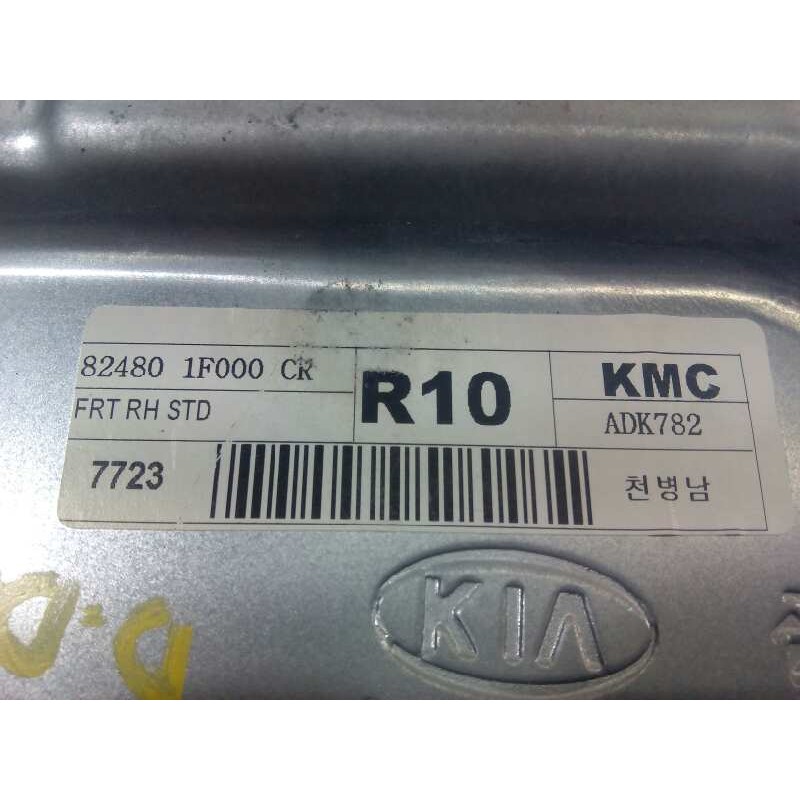 82480 1F000 CR
FRT RH STD
R10
KMC
ADK782
7723
천병남
KIA
D-D